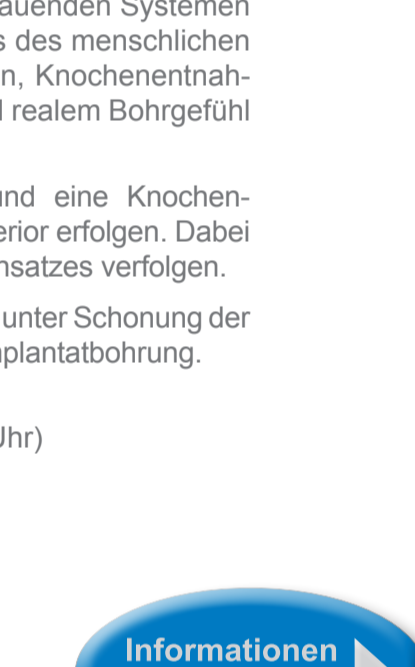 auenden Systemen
s des menschlichen
n, Knochenentnah-
d realem Bohrgefühl
und eine Knochen-
erior erfolgen. Dabei
nsatzes verfolgen.
unter Schonung der
mplantatbohrung.
Uhr)
Informationen